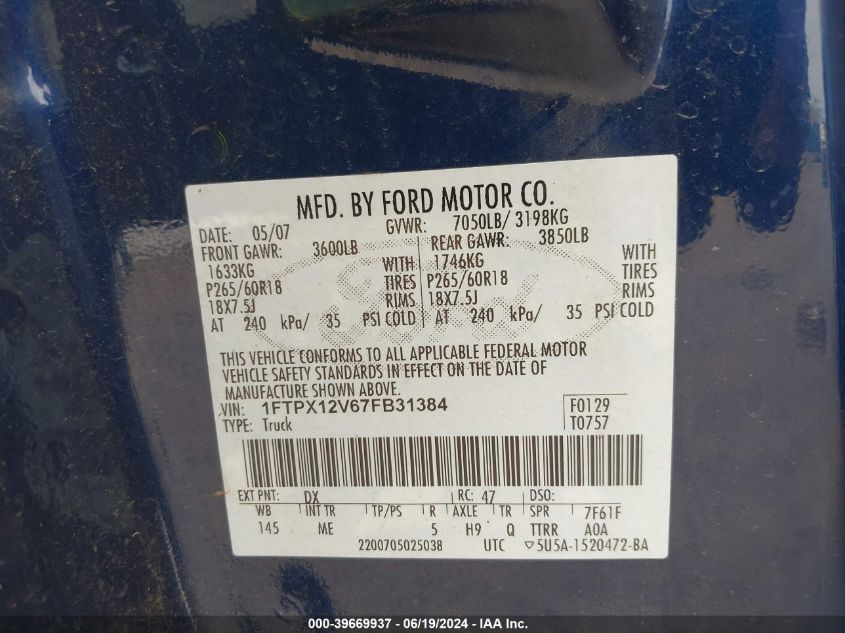 MFD. BY FORD MOTOR CO.
DATE: 05/07 GVWR: 7050LB/ 3198KG
FRONT GAWR: 3600LB REAR GAWR: 3850LB
1633KG WITH 1746KG WITH
P265/60R18 TIRES P265/60R18 TIRES
18X7.5J RIMS 18X7.5J RIMS
AT 240 kPa/ 35 PSI COLD AT 240 kPa/ 35 PSI COLD
THIS VEHICLE CONFORMS TO ALL APPLICABLE FEDERAL MOTOR
VEHICLE SAFETY STANDARDS IN EFFECT ON THE DATE OF
MANUFACTURE SHOWN ABOVE.
VIN: 1FTPX12V67FB31384 F0129
TYPE: Truck T0757
EXT PNT: DX RC: 47 DSO:
WB INT TR TP/PS R AXLE TR SPR 7F61F
145 ME 5 H9 Q TTRR A0A
2200705025038 UTC ▽5U5A-1520472-BA
000-39669937 - 06/19/2024 - IAA Inc.